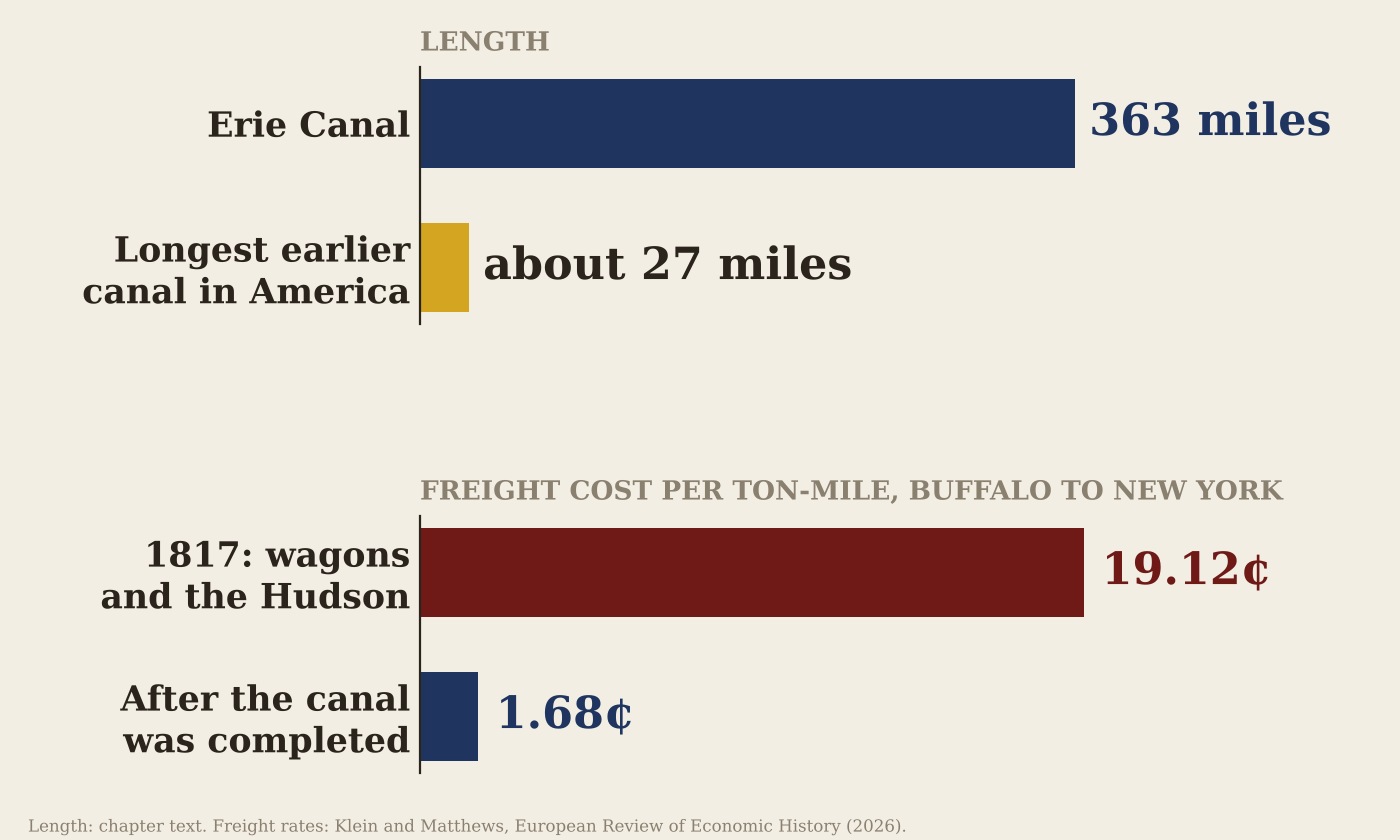 LENGTH
Erie Canal
363 miles
Longest earlier
canal in America
about 27 miles
FREIGHT COST PER TON-MILE, BUFFALO TO NEW YORK
1817: wagons
and the Hudson
19.12¢
After the canal
was completed
1.68¢
Length: chapter text. Freight rates: Klein and Matthews, European Review of Economic History (2026).